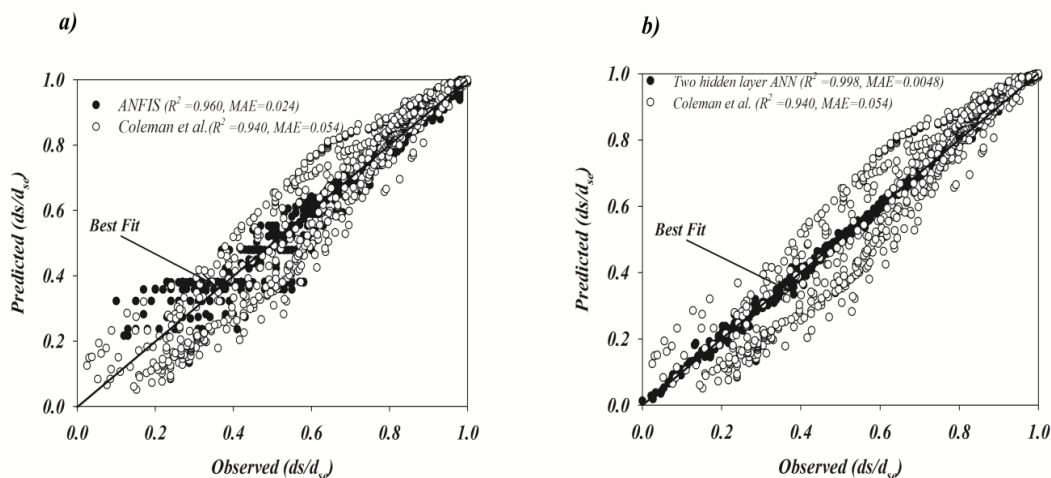 a)
ANFIS (R² =0.960, MAE=0.024)
Coleman et al.(R² =0.940, MAE=0.054)
Best Fit
Predicted (ds/dse)
1.0
0.8
0.6
0.4
0.2
0.0
0.0 0.2 0.4 0.6 0.8 1.0
Observed (ds/dse)
b)
Two hidden layer ANN (R² =0.998, MAE=0.0048)
Coleman et al. (R² =0.940, MAE=0.054)
Best Fit
Predicted (ds/dse)
1.0
0.8
0.6
0.4
0.2
0.0
0.0 0.2 0.4 0.6 0.8 1.0
Observed (ds/dse)